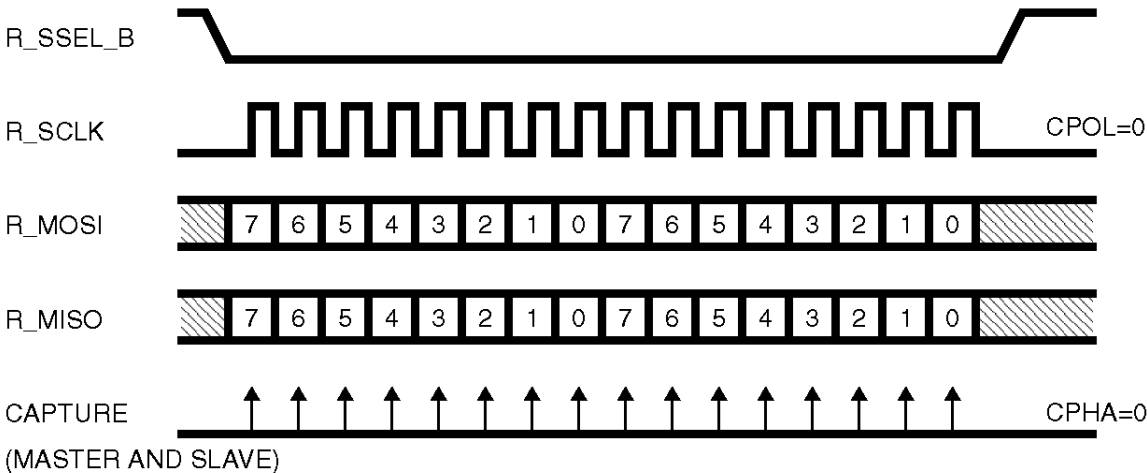 R_SSEL_B
R_SCLK CPOL=0
R_MOSI 7 6 5 4 3 2 1 0 7 6 5 4 3 2 1 0
R_MISO 7 6 5 4 3 2 1 0 7 6 5 4 3 2 1 0
CAPTURE CPHA=0
(MASTER AND SLAVE)